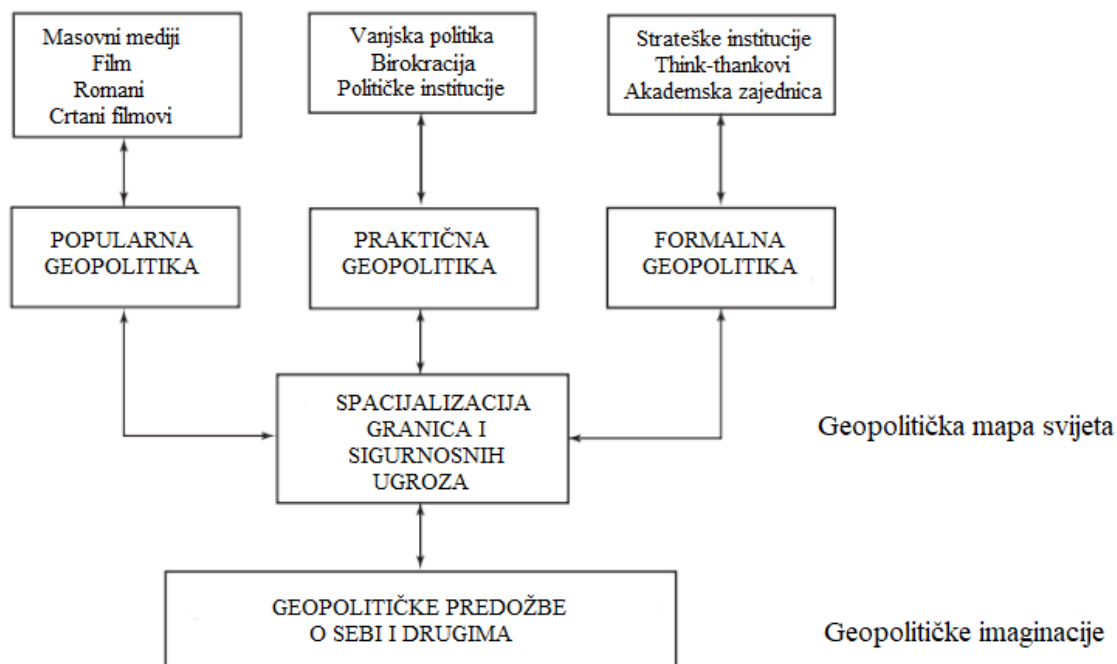 Masovni mediji
Film
Romani
Crtani filmovi
Vanjska politika
Birokracija
Političke institucije
Strateške institucije
Think-thankovi
Akademska zajednica
POPULARNA
GEOPOLITIKA
PRAKTIČNA
GEOPOLITIKA
FORMALNA
GEOPOLITIKA
SPACIJALIZACIJA
GRANICA I
SIGURNOSNIH
UGROZA
Geopolitička mapa svijeta
GEOPOLITIČKE PREDOŽBE
O SEBI I DRUGIMA
Geopolitičke imaginacije